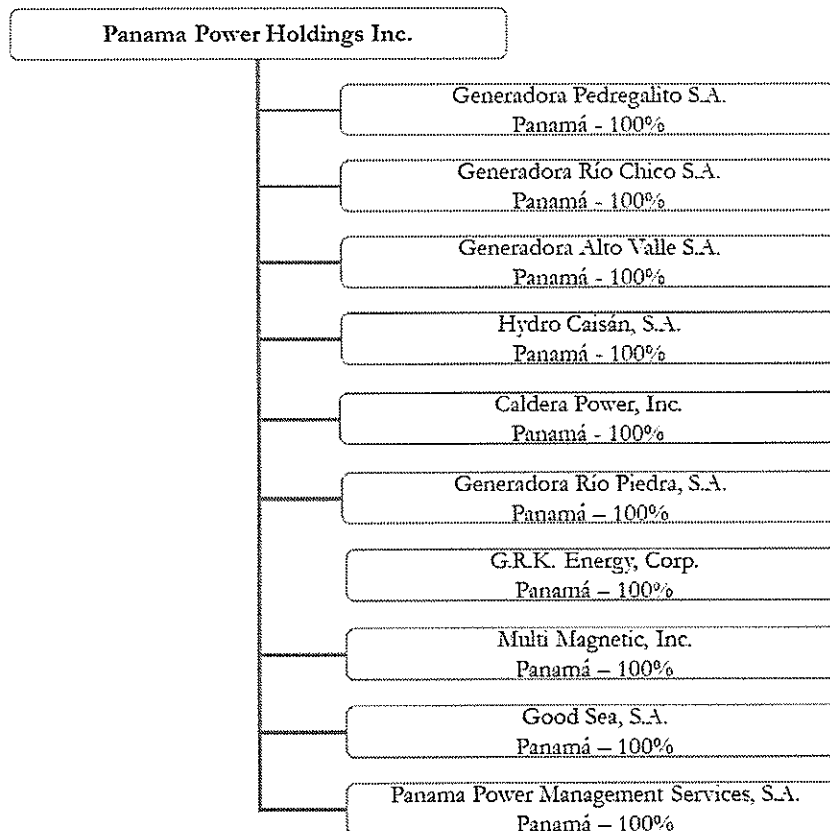 Panama Power Holdings Inc.
Generadora Pedregalito S.A.
Panamá - 100%
Generadora Río Chico S.A.
Panamá - 100%
Generadora Alto Valle S.A.
Panamá - 100%
Hydro Caisán, S.A.
Panamá - 100%
Caldera Power, Inc.
Panamá - 100%
Generadora Río Piedra, S.A.
Panamá – 100%
G.R.K. Energy, Corp.
Panamá – 100%
Multi Magnetic, Inc.
Panamá – 100%
Good Sea, S.A.
Panamá – 100%
Panama Power Management Services, S.A.
Panamá – 100%